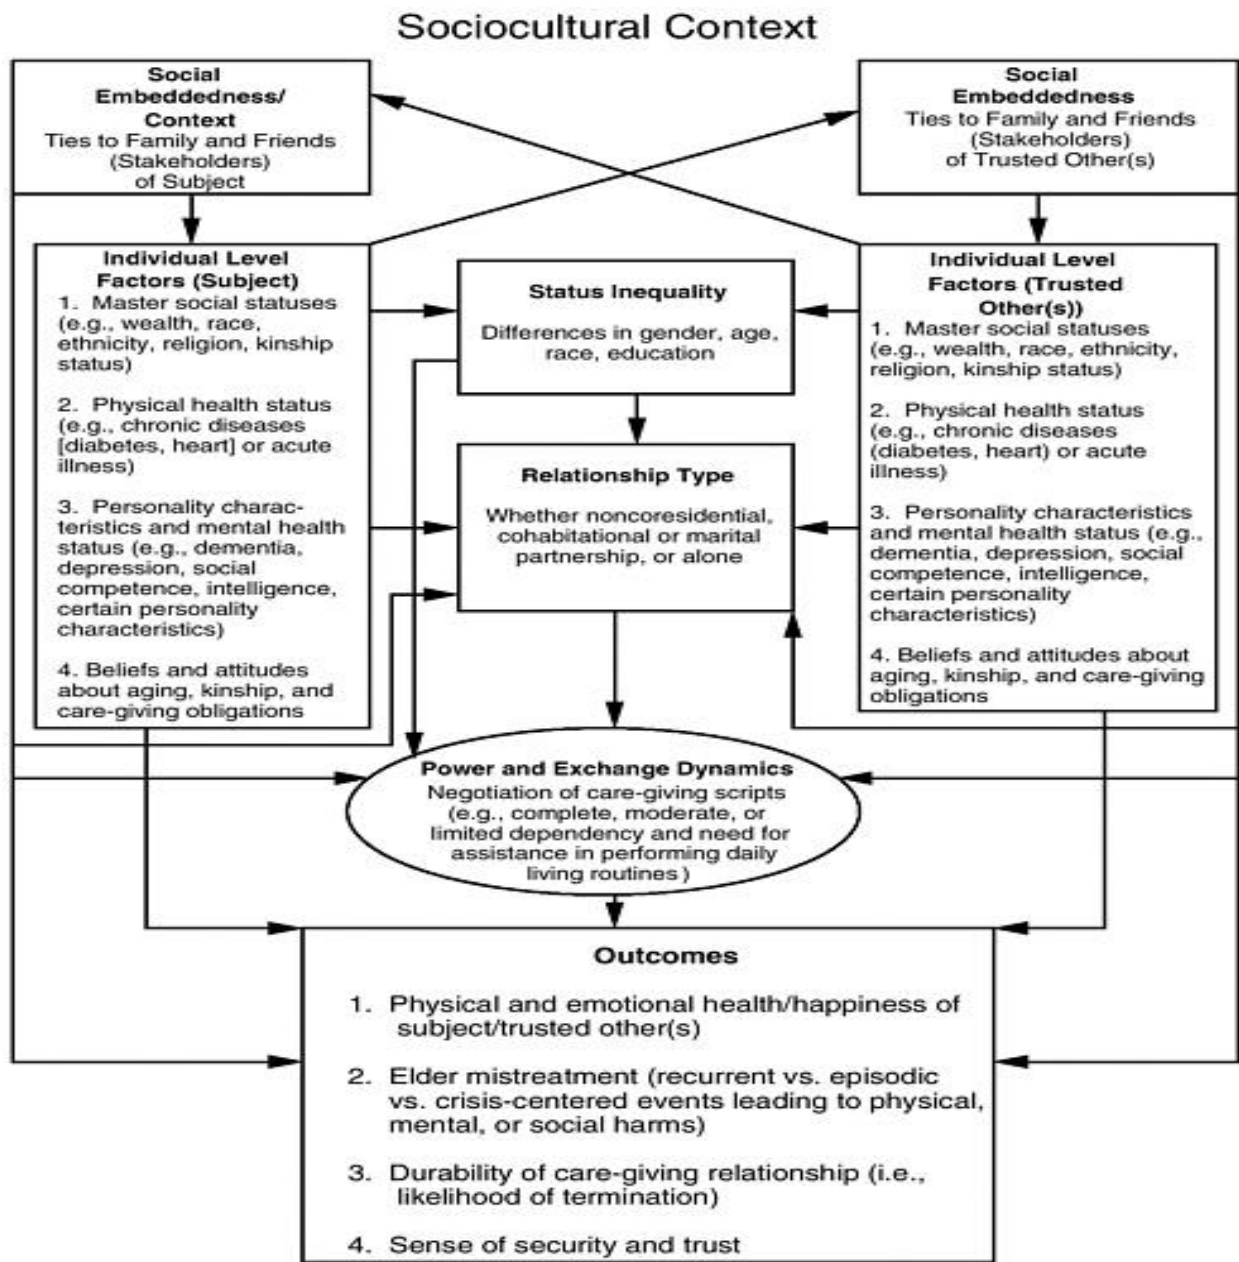 Sociocultural Context
Social
Embeddedness/
Context
Ties to Family and Friends
(Stakeholders)
of Subject
Social
Embeddedness
Ties to Family and Friends
(Stakeholders)
of Trusted Other(s)
Individual Level
Factors (Subject)
1. Master social statuses
(e.g., wealth, race,
ethnicity, religion, kinship
status)
2. Physical health status
(e.g., chronic diseases
[diabetes, heart] or acute
illness)
3. Personality charac-
teristics and mental health
status (e.g., dementia,
depression, social
competence, intelligence,
certain personality
characteristics)
4. Beliefs and attitudes
about aging, kinship, and
care-giving obligations
Status Inequality
Differences in gender, age,
race, education
Relationship Type
Whether noncoresidential,
cohabitational or marital
partnership, or alone
Individual Level
Factors (Trusted
Other(s))
1. Master social statuses
(e.g., wealth, race, ethnicity,
religion, kinship status)
2. Physical health status
(e.g., chronic diseases
(diabetes, heart) or acute
illness)
3. Personality characteristics
and mental health status (e.g.,
dementia, depression, social
competence, intelligence,
certain personality
characteristics)
4. Beliefs and attitudes about
aging, kinship, and care-giving
obligations
Power and Exchange Dynamics
Negotiation of care-giving scripts
(e.g., complete, moderate, or
limited dependency and need for
assistance in performing daily
living routines)
Outcomes
1. Physical and emotional health/happiness of
subject/trusted other(s)
2. Elder mistreatment (recurrent vs. episodic
vs. crisis-centered events leading to physical,
mental, or social harms)
3. Durability of care-giving relationship (i.e.,
likelihood of termination)
4. Sense of security and trust